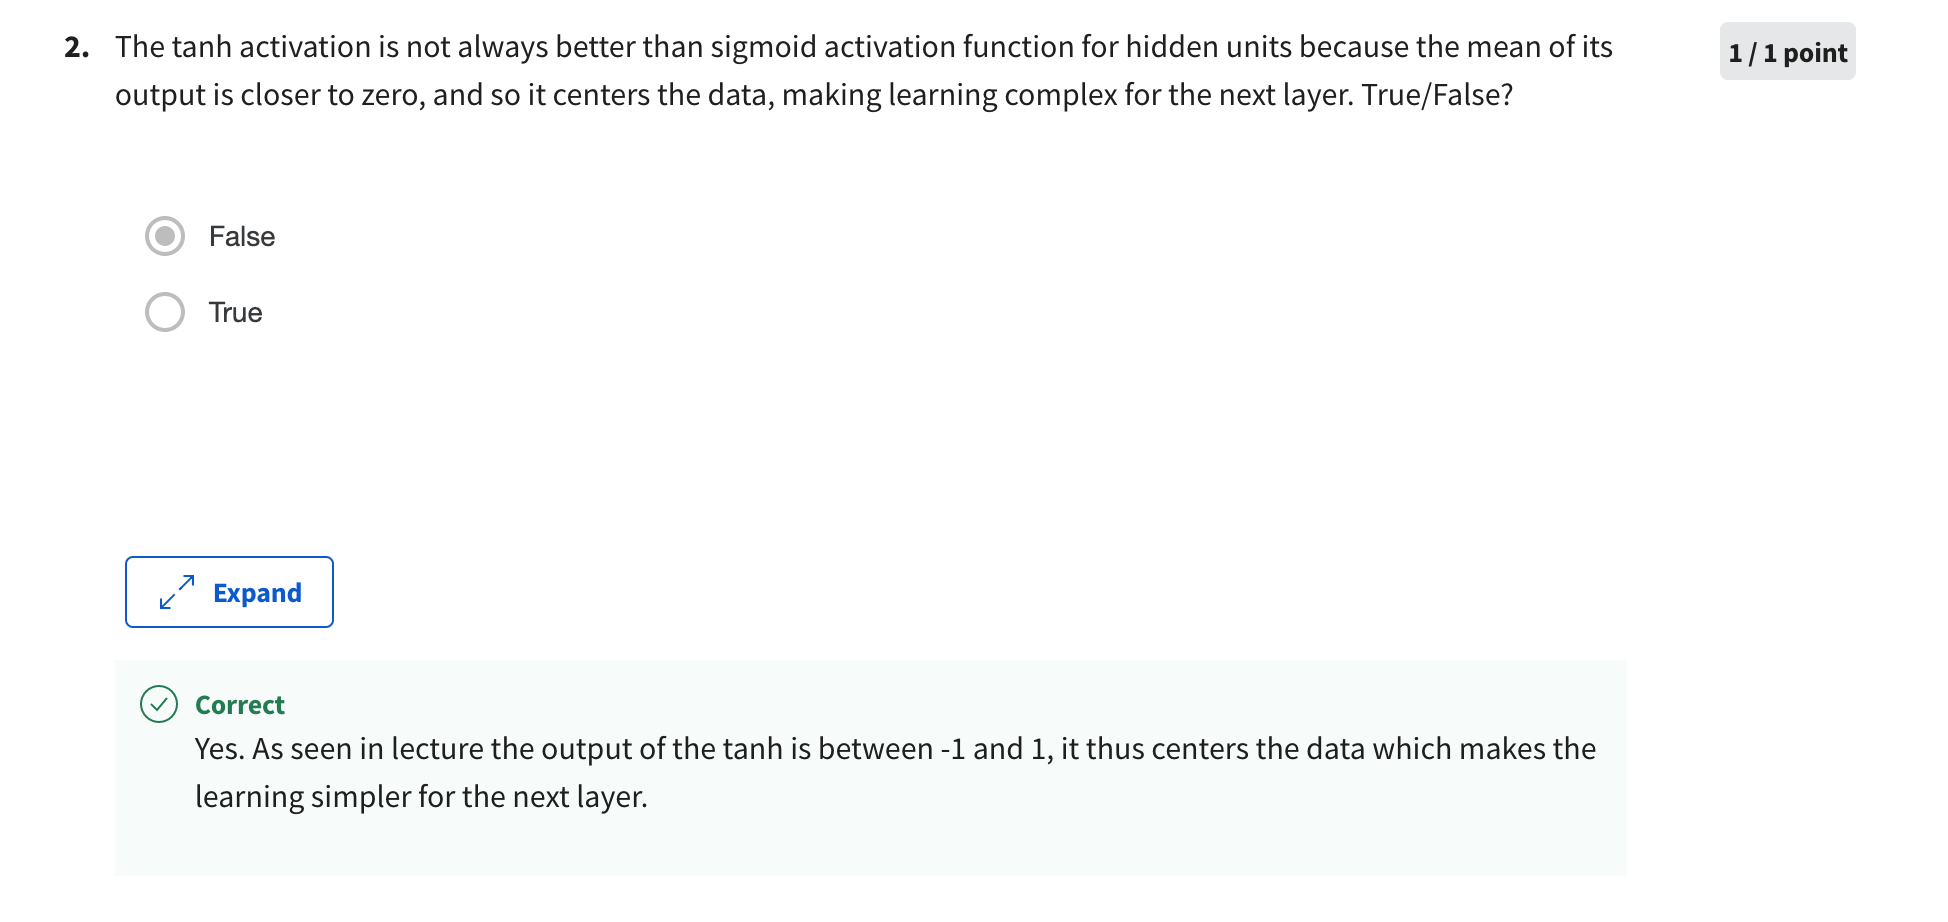 2. The tanh activation is not always better than sigmoid activation function for hidden units because the mean of its
output is closer to zero, and so it centers the data, making learning complex for the next layer. True/False?
1 / 1 point
False
True
Expand
Correct
Yes. As seen in lecture the output of the tanh is between -1 and 1, it thus centers the data which makes the
learning simpler for the next layer.